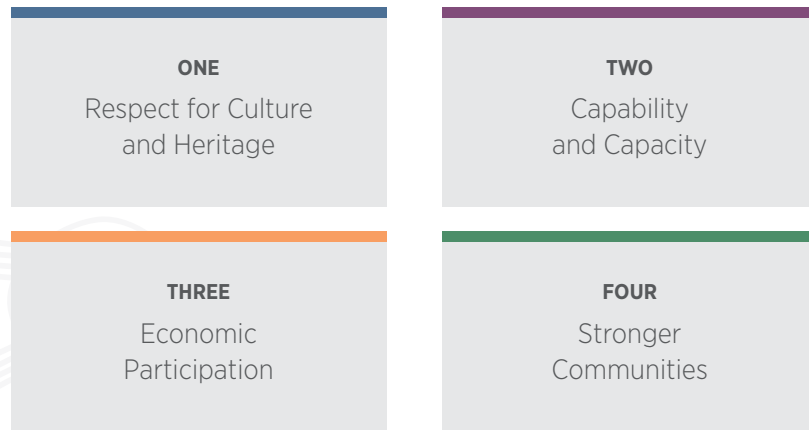 ONE
Respect for Culture
and Heritage
TWO
Capability
and Capacity
THREE
Economic
Participation
FOUR
Stronger
Communities